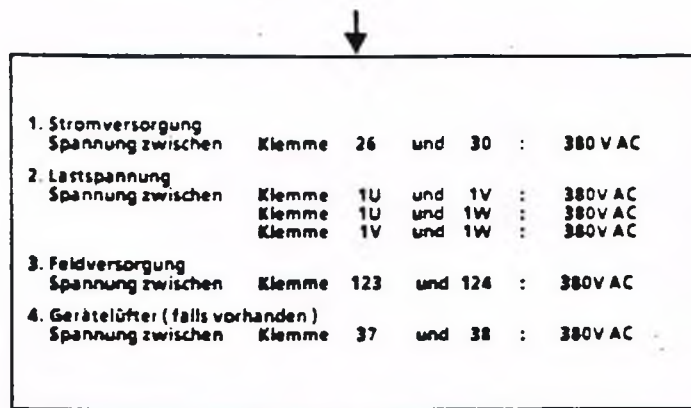 1. Stromversorgung
Spannung zwischen Klemme 26 und 30 : 380 V AC
2. Lastspannung
Spannung zwischen Klemme 1U und 1V : 380V AC
Klemme 1U und 1W : 380V AC
Klemme 1V und 1W : 380V AC
3. Feldversorgung
Spannung zwischen Klemme 123 und 124 : 380V AC
4. Gerätelüfter ( falls vorhanden )
Spannung zwischen Klemme 37 und 38 : 380V AC